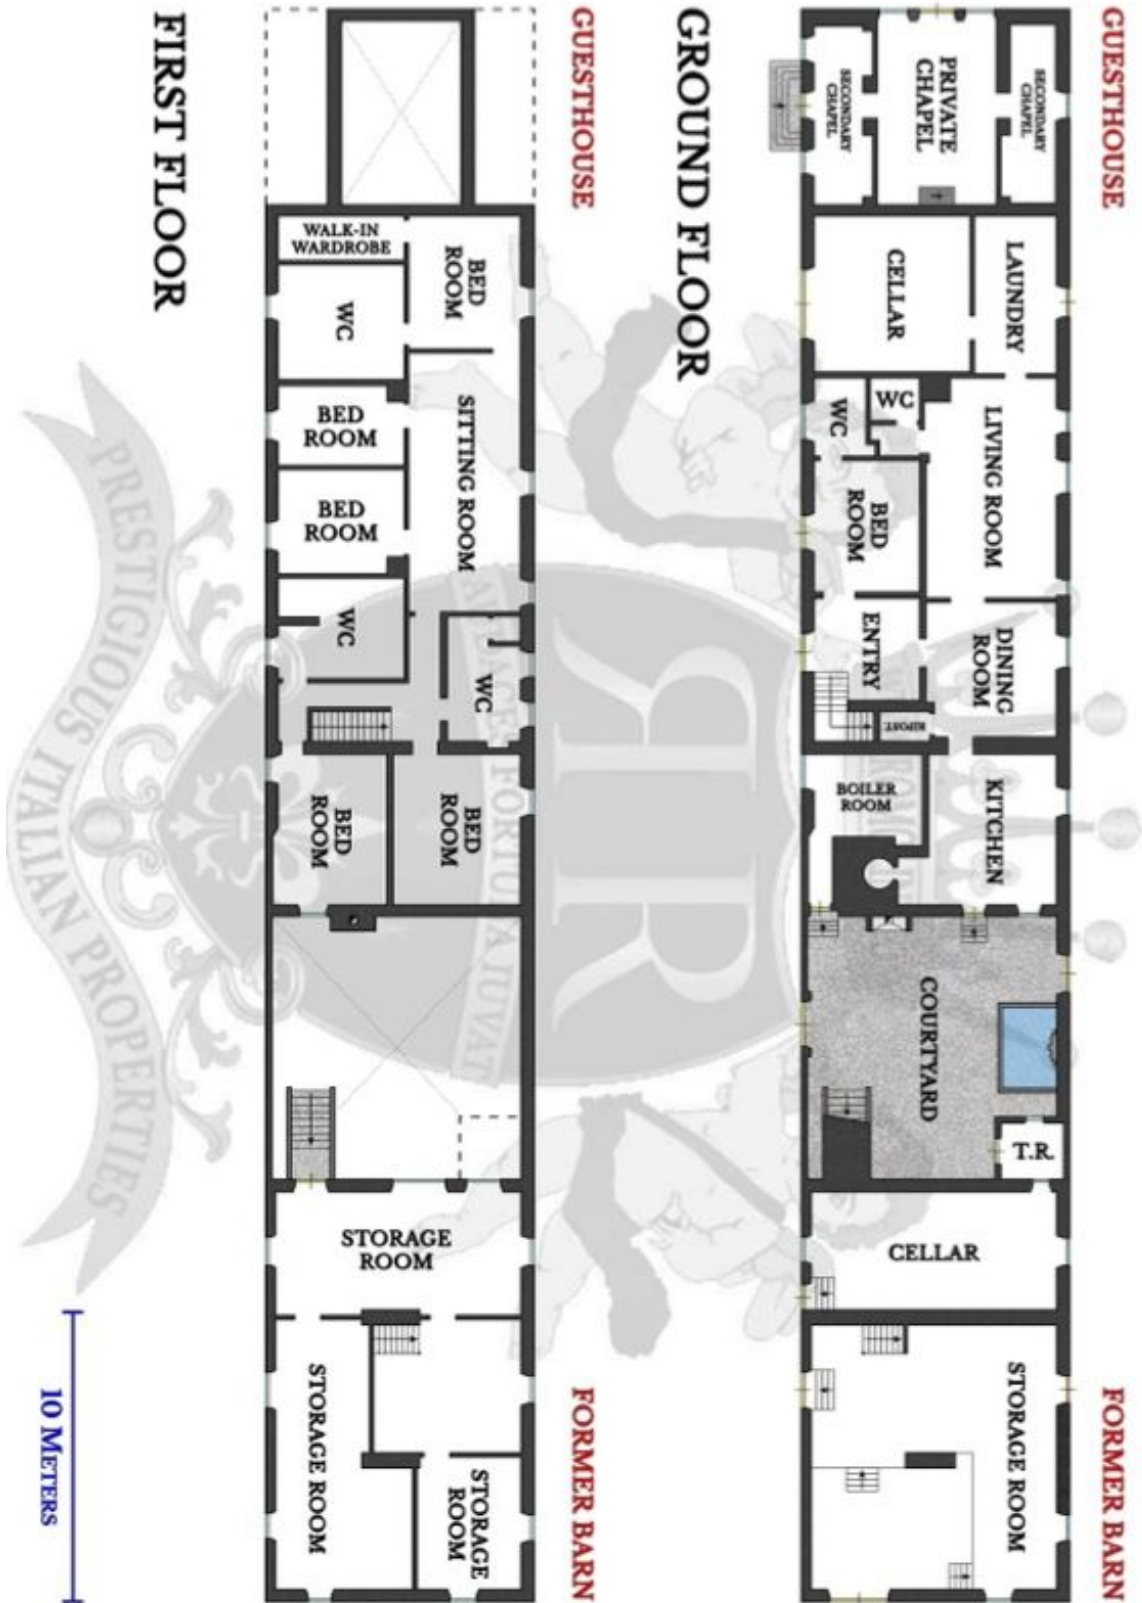 GUESTHOUSE
FORMER BARN
SECONDARY
CHAPEL
PRIVATE
CHAPEL
SECONDARY
CHAPEL
LAUNDRY
CELLAR
LIVING ROOM
WC
WC
BED
ROOM
DINING
ROOM
ENTRY
RIPOST.
KITCHEN
BOILER
ROOM
COURTYARD
T.R.
CELLAR
STORAGE ROOM
GROUND FLOOR
GUESTHOUSE
FORMER BARN
BED
ROOM
WALK-IN
WARDROBE
WC
SITTING ROOM
BED
ROOM
BED
ROOM
WC
WC
BED
ROOM
BED
ROOM
STORAGE
ROOM
STORAGE
ROOM
STORAGE ROOM
FIRST FLOOR
10 METERS
PRESTIGIOUS ITALIAN PROPERTIES
FORTUNA JUVAT
R